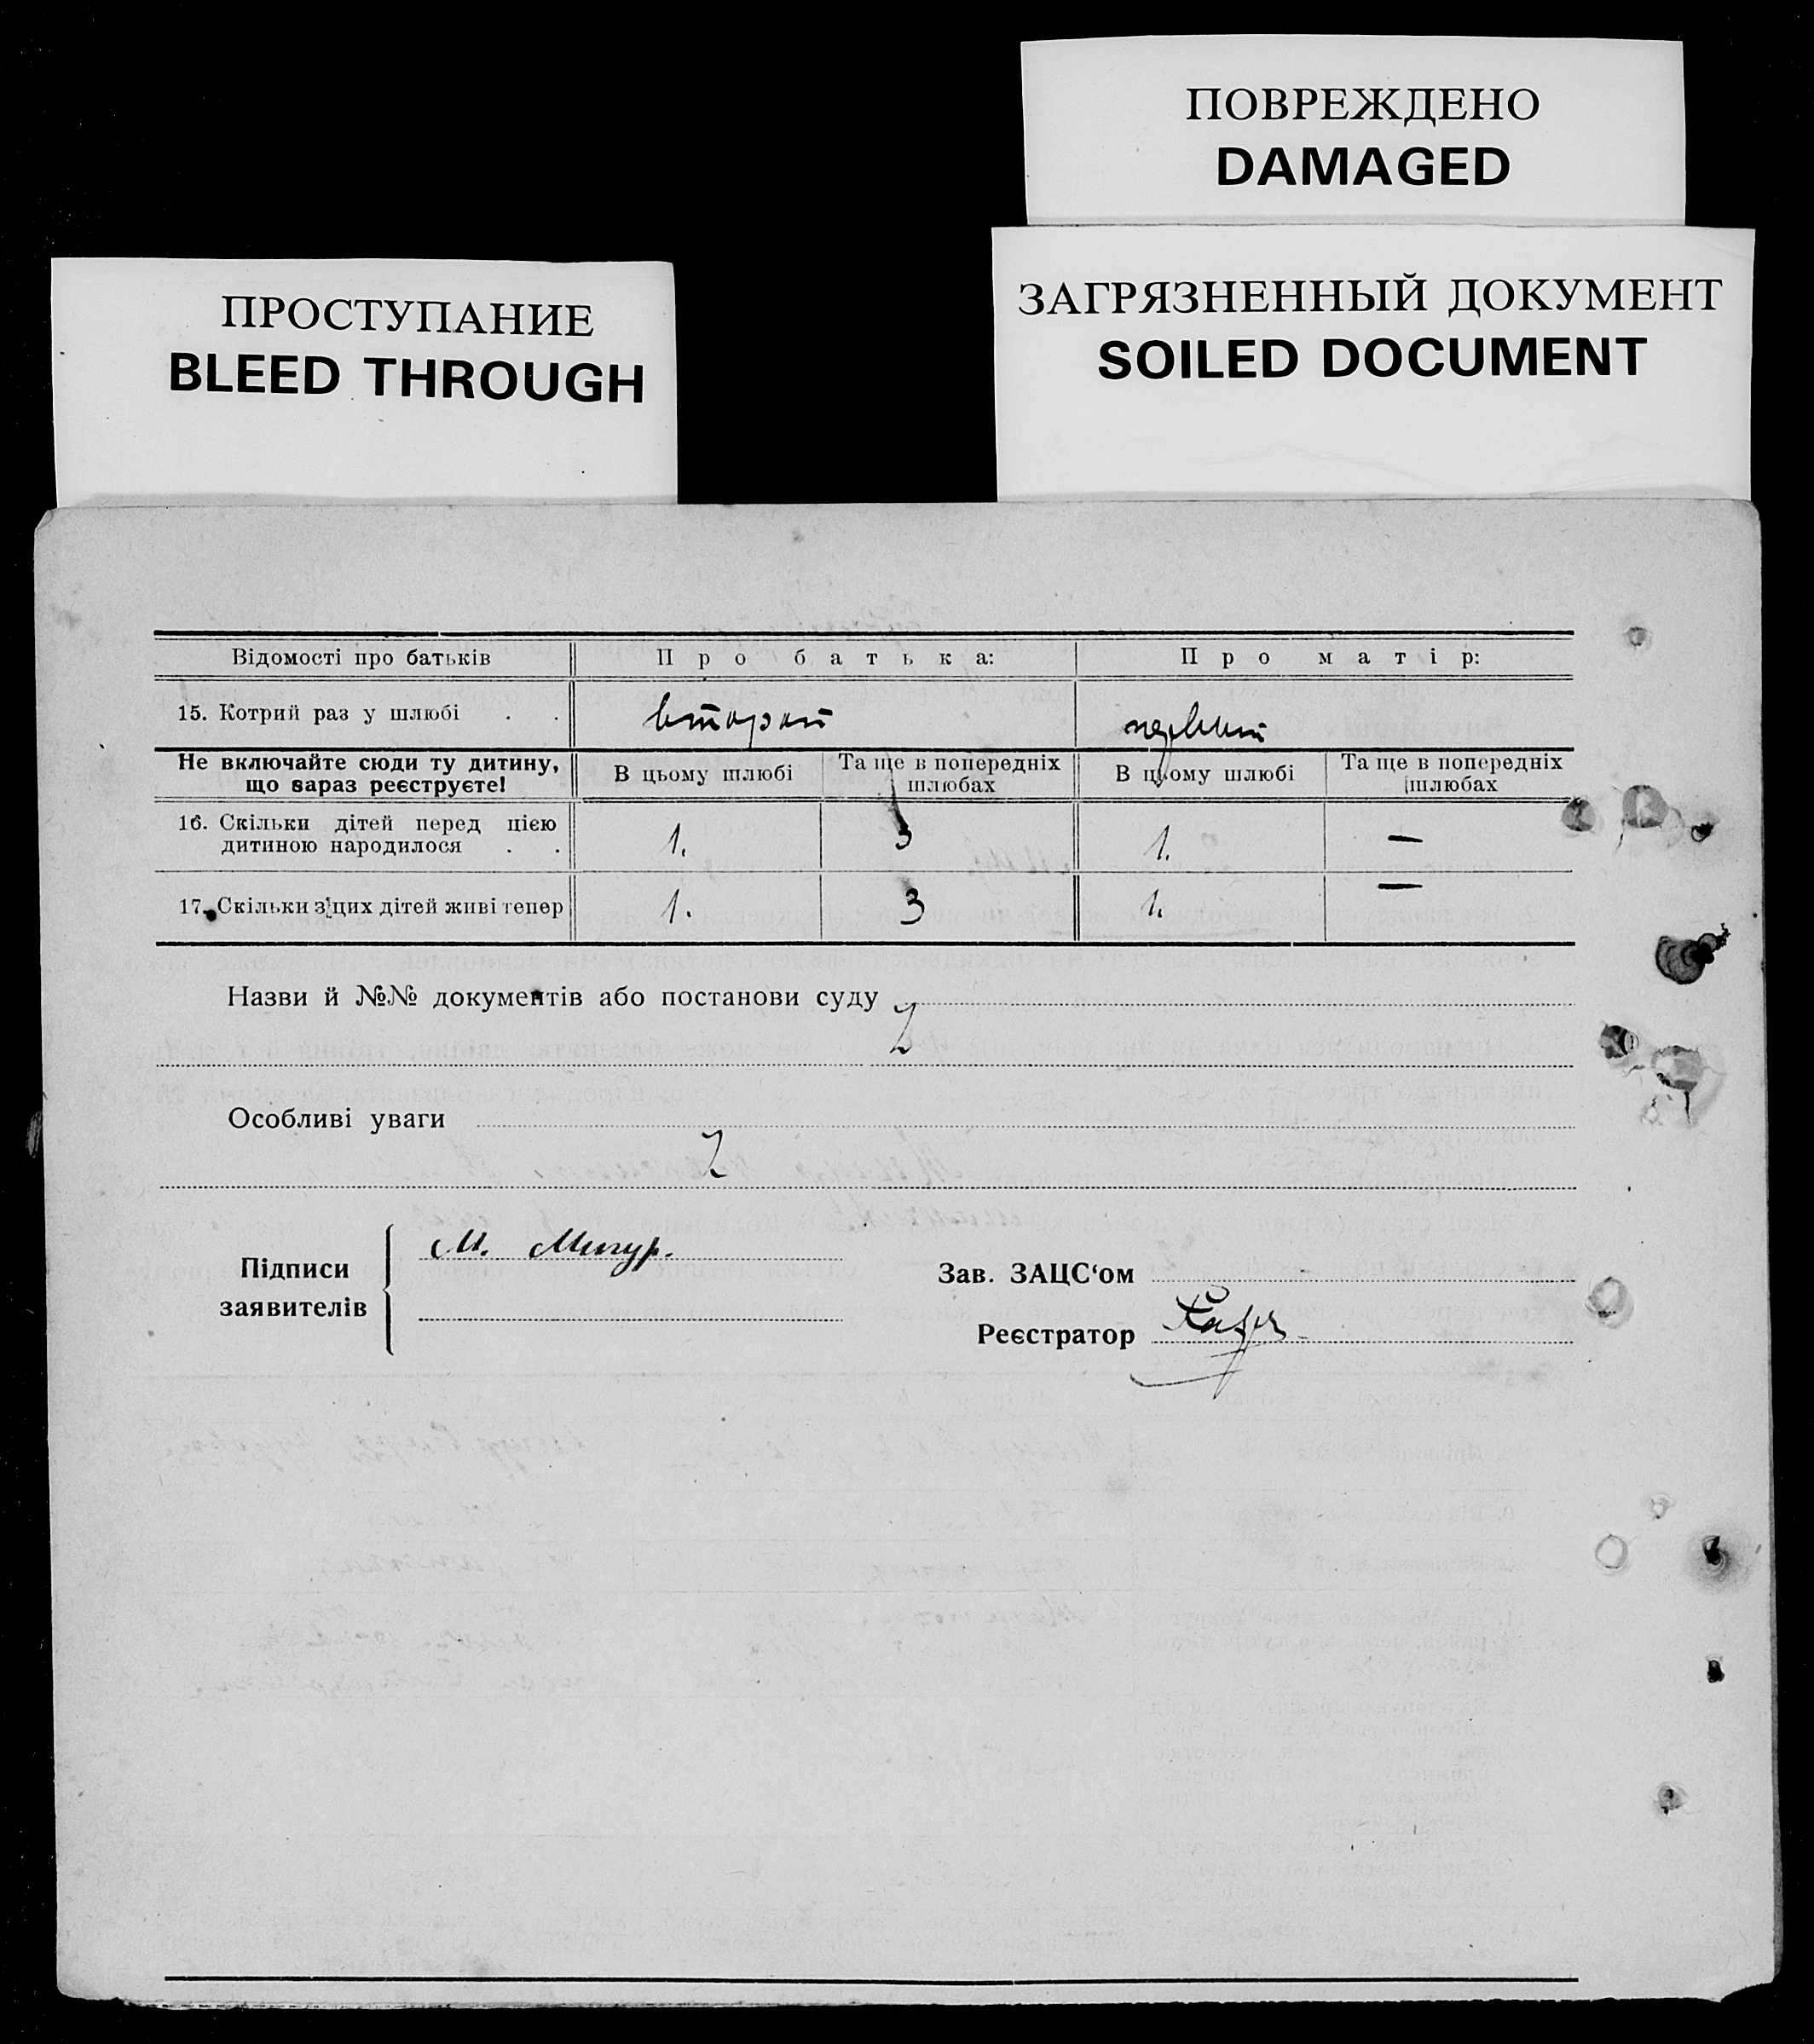 ПОВРЕЖДЕНО
DAMAGED
ЗАГРЯЗНЕННЫЙ ДОКУМЕНТ
SOILED DOCUMENT
ПРОСТУПАНИЕ
BLEED THROUGH
Відомості про батьків Про батька: Про матір:
15. Котрий раз у шлюбі . . второй первый
Не включайте сюди ту дитину, що зараз реєструєте! В цьому шлюбі Та ще в попередніх шлюбах В цьому шлюбі Та ще в попередніх шлюбах
16. Скільки дітей перед цією
дитиною народилося . . 1. 3 1. —
17. Скільки з цих дітей живі тепер 1. 3 1. —
Назви й №№ документів або постанови суду
Особливі уваги
Підписи
заявителів
М.
Зав. ЗАЦС‘ом
Реєстратор